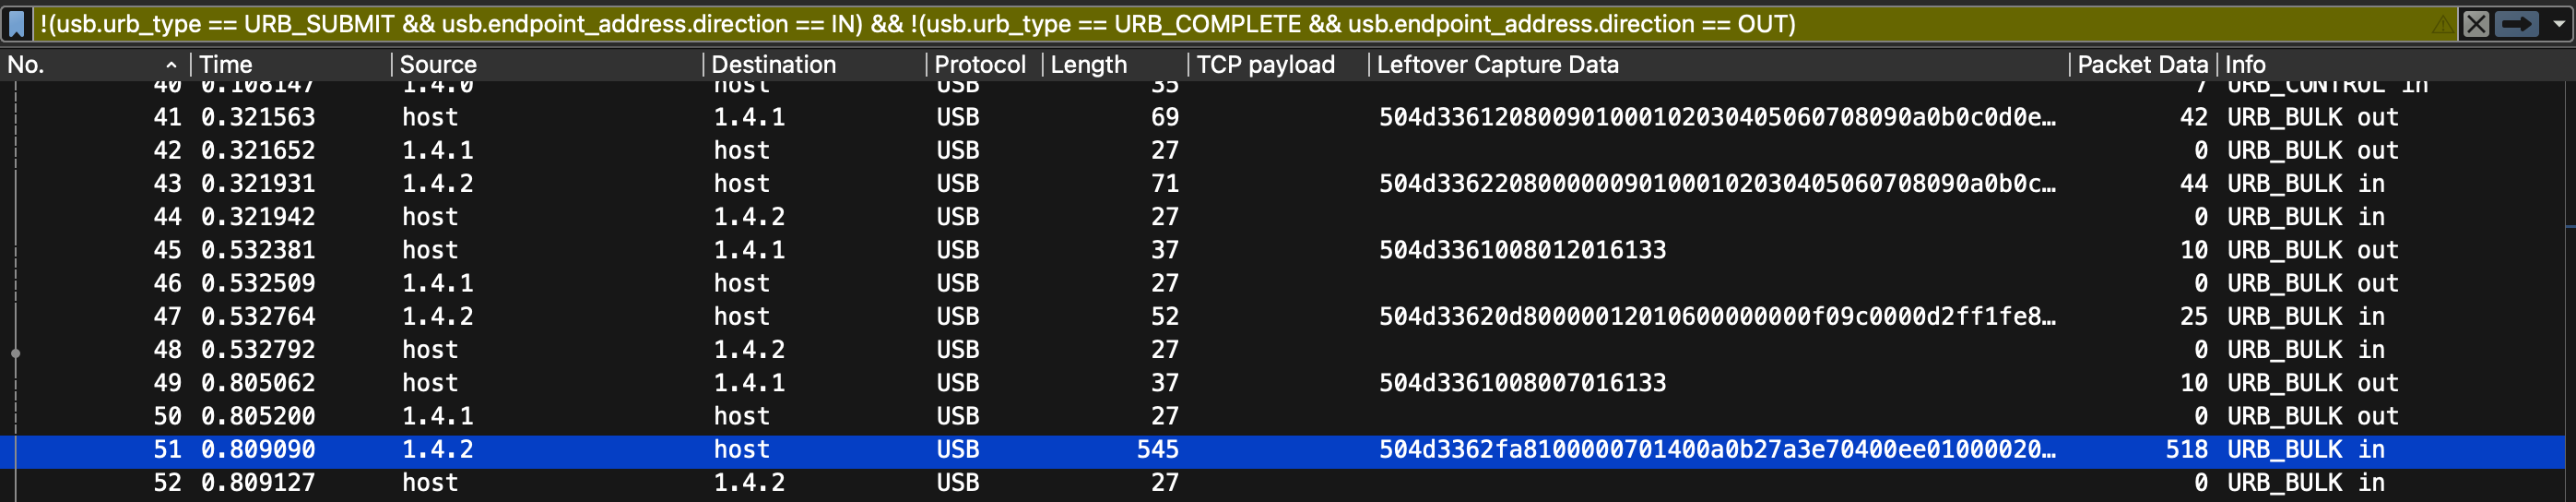 !(usb.urb_type == URB_SUBMIT && usb.endpoint_address.direction == IN) && !(usb.urb_type == URB_COMPLETE && usb.endpoint_address.direction == OUT)
No. Time Source Destination Protocol Length TCP payload Leftover Capture Data Packet Data Info
40 0.108147 1.4.0 host USB 35 7 URB_CONTROL in
41 0.321563 host 1.4.1 USB 69 504d33612080090100010203040506070809​0a0b0c0d0e… 42 URB_BULK out
42 0.321652 1.4.1 host USB 27 0 URB_BULK out
43 0.321931 1.4.2 host USB 71 504d336220800000090100010203040506070809​0a0b0c… 44 URB_BULK in
44 0.321942 host 1.4.2 USB 27 0 URB_BULK in
45 0.532381 host 1.4.1 USB 37 504d3361008012016133 10 URB_BULK out
46 0.532509 1.4.1 host USB 27 0 URB_BULK out
47 0.532764 1.4.2 host USB 52 504d33620d80000012010600000000f09c0000d2ff1fe8… 25 URB_BULK in
48 0.532792 host 1.4.2 USB 27 0 URB_BULK in
49 0.805062 host 1.4.1 USB 37 504d3361008007016133 10 URB_BULK out
50 0.805200 1.4.1 host USB 27 0 URB_BULK out
51 0.809090 1.4.2 host USB 545 504d3362fa8100000701400a0b27a3e70400ee01000020… 518 URB_BULK in
52 0.809127 host 1.4.2 USB 27 0 URB_BULK in